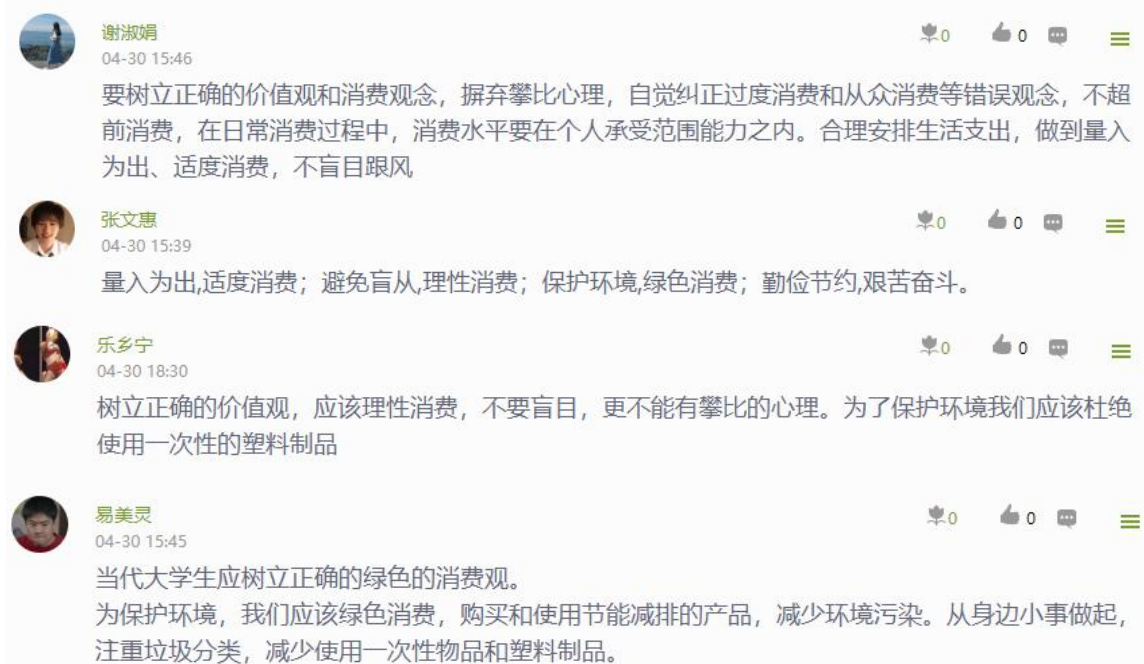 谢淑娟
0 0
04-30 15:46
要树立正确的价值观和消费观念，摒弃攀比心理，自觉纠正过度消费和从众消费等错误观念，不超
前消费，在日常消费过程中，消费水平要在个人承受范围能力之内。合理安排生活支出，做到量入
为出、适度消费，不盲目跟风
张文惠
0 0
04-30 15:39
量入为出,适度消费；避免盲从,理性消费；保护环境,绿色消费；勤俭节约,艰苦奋斗。
乐乡宁
0 0
04-30 18:30
树立正确的价值观，应该理性消费，不要盲目，更不能有攀比的心理。为了保护环境我们应该杜绝
使用一次性的塑料制品
易美灵
0 0
04-30 15:45
当代大学生应树立正确的绿色的消费观。
为保护环境，我们应该绿色消费，购买和使用节能减排的产品，减少环境污染。从身边小事做起，
注重垃圾分类，减少使用一次性物品和塑料制品。